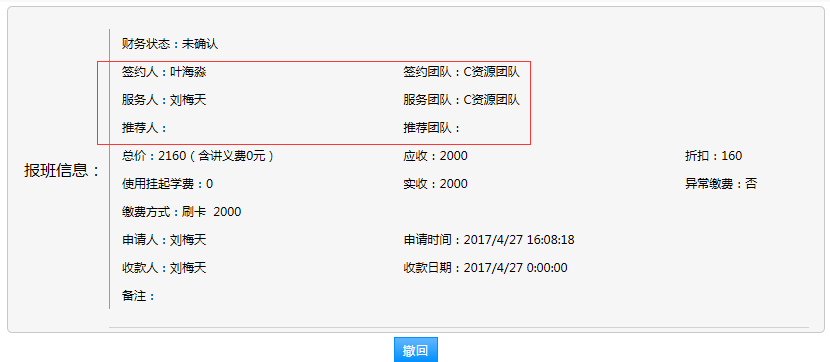 财务状态：未确认
签约人：叶海淼 签约团队：C资源团队
服务人：刘梅天 服务团队：C资源团队
推荐人： 推荐团队：
报班信息：
总价：2160（含讲义费0元） 应收：2000 折扣：160
使用挂起学费：0 实收：2000 异常缴费：否
缴费方式：刷卡 2000
申请人：刘梅天 申请时间：2017/4/27 16:08:18
收款人：刘梅天 收款日期：2017/4/27 0:00:00
备注：
撤回